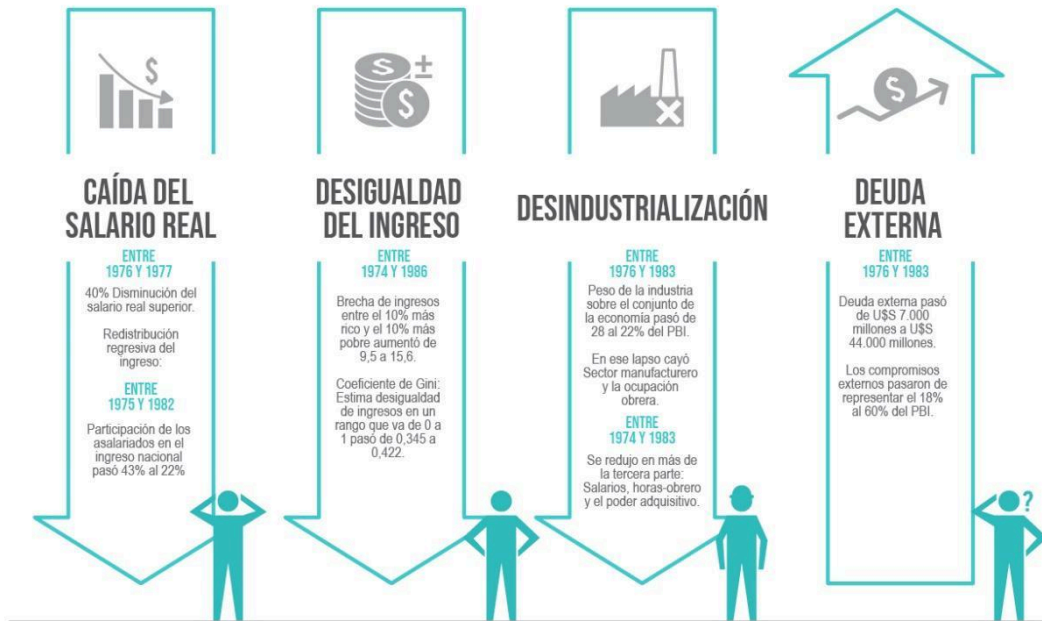 CAÍDA DEL
SALARIO REAL
ENTRE
1976 Y 1977
40% Disminución del
salario real superior.
Redistribución
regresiva del
ingreso:
ENTRE
1975 Y 1982
Participación de los
asalariados en el
ingreso nacional
pasó 43% al 22%
DESIGUALDAD
DEL INGRESO
ENTRE
1974 Y 1986
Brecha de ingresos
entre el 10% más
rico y el 10% más
pobre aumentó de
9,5 a 15,6.
Coeficiente de Gini:
Estima desigualdad
de ingresos en un
rango que va de 0 a
1 pasó de 0,345 a
0,422.
DESINDUSTRIALIZACIÓN
ENTRE
1976 Y 1983
Peso de la industria
sobre el conjunto de
la economía pasó de
28 al 22% del PBI.
En ese lapso cayó
Sector manufacturero
y la ocupación
obrera.
ENTRE
1974 Y 1983
Se redujo en más de
la tercera parte:
Salarios, horas-obrero
y el poder adquisitivo.
DEUDA
EXTERNA
ENTRE
1976 Y 1983
Deuda externa pasó
de U$S 7.000
millones a U$S
44.000 millones.
Los compromisos
externos pasaron de
representar el 18%
al 60% del PBI.
?